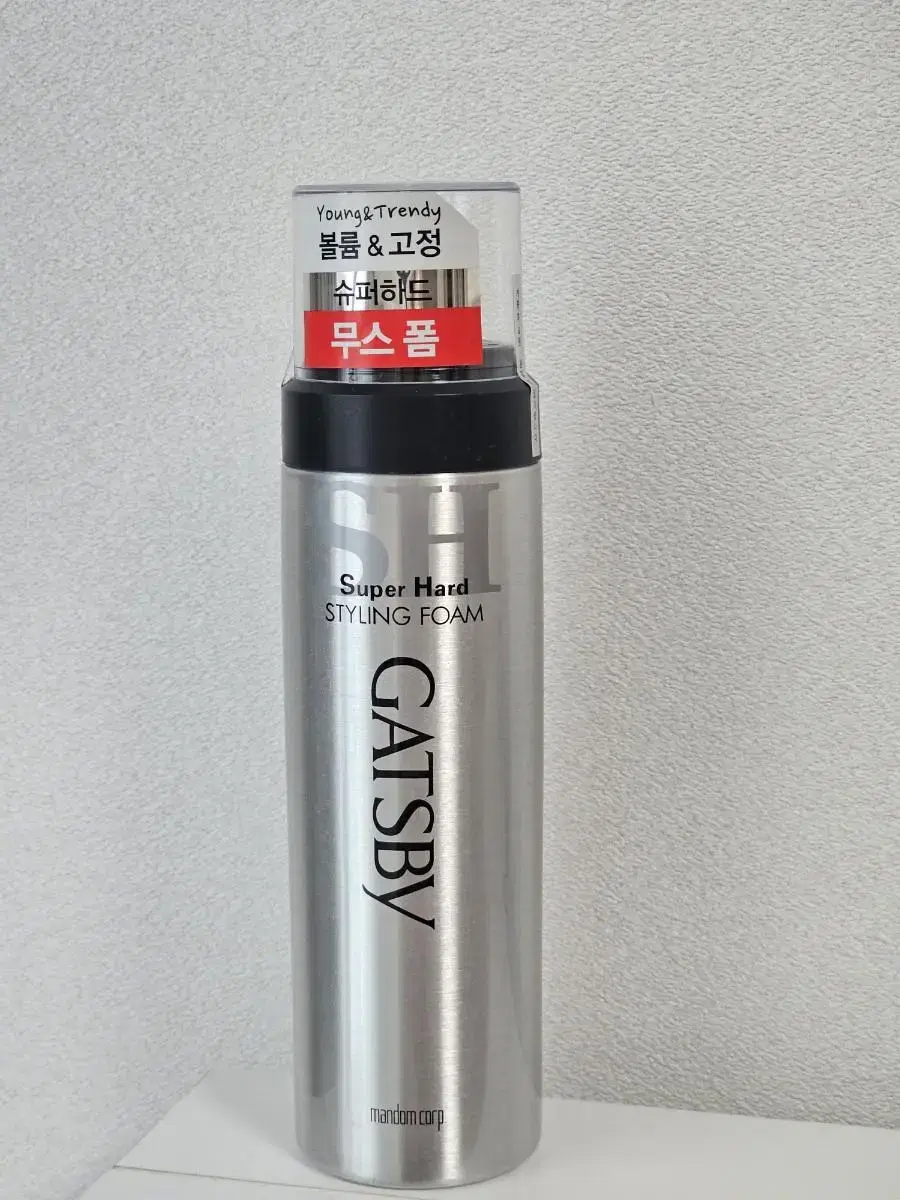 Young&Trendy
볼륨 & 고정
슈퍼하드
무스 폼
SH
Super Hard
STYLING FOAM
GATSBY
mandom corp.